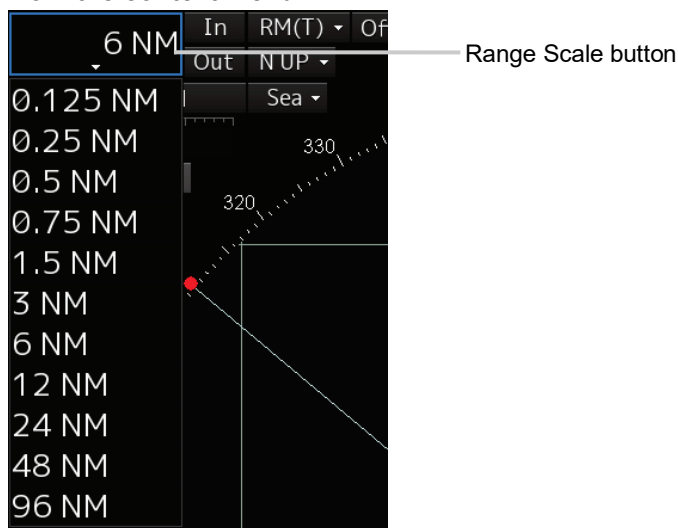 6 NM
In
RM(T)
Out
N UP
Sea
Range Scale button
0.125 NM
0.25 NM
0.5 NM
0.75 NM
1.5 NM
3 NM
6 NM
12 NM
24 NM
48 NM
96 NM
330
320